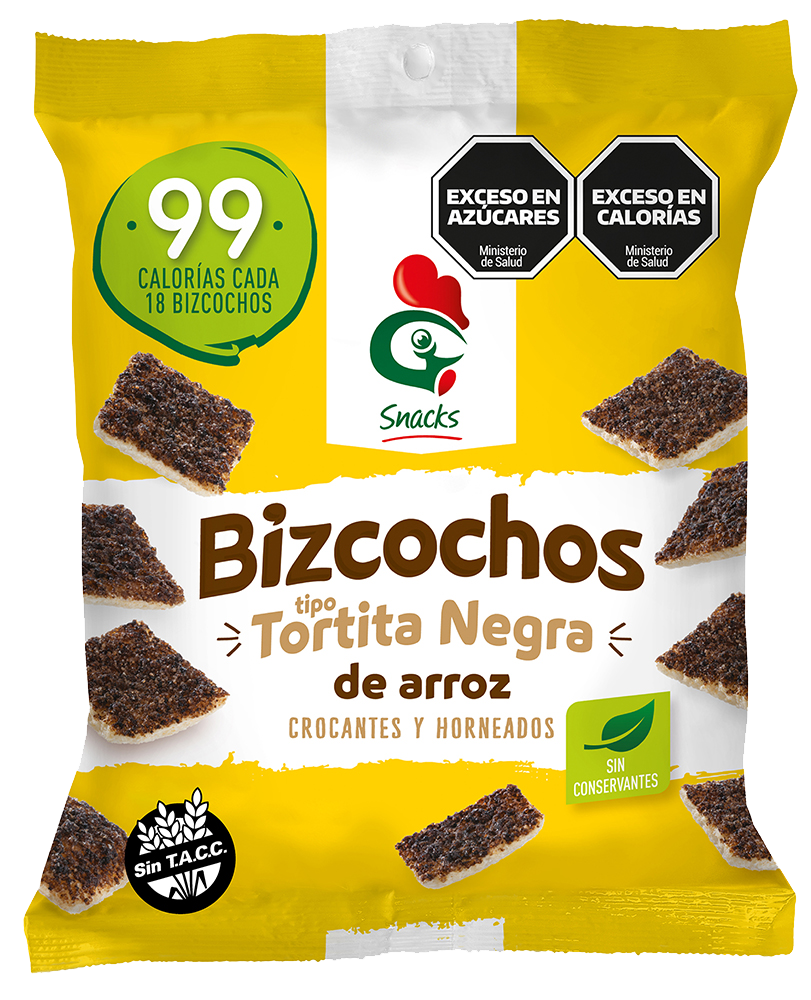 99
CALORÍAS CADA
18 BIZCOCHOS
EXCESO EN
AZÚCARES
Ministerio
de Salud
EXCESO EN
CALORÍAS
Ministerio
de Salud
Snacks
Bizcochos
tipo
Tortita Negra
de arroz
CROCANTES Y HORNEADOS
SIN
CONSERVANTES
Sin T.A.C.C.